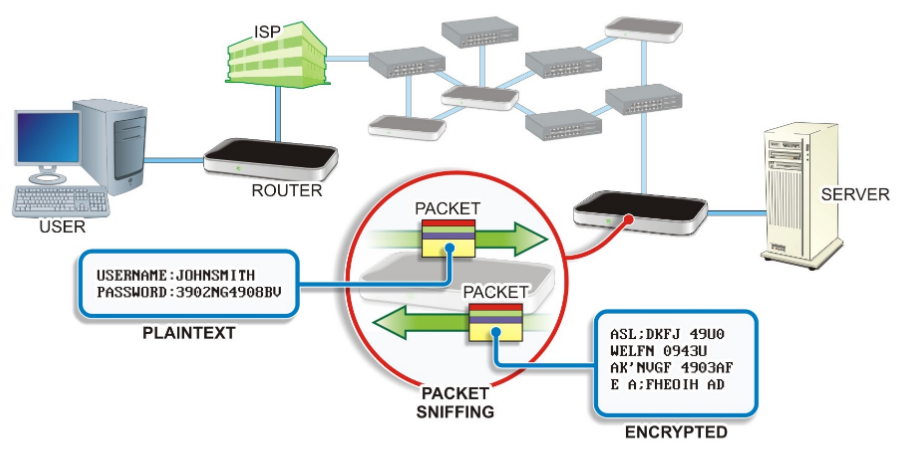 ISP
ROUTER
USER
SERVER
PACKET
USERNAME:JOHNSMITH
PASSWORD:3902NG4908BV
PLAINTEXT
PACKET
ASL;DKFJ 49U0
WELFN 0943U
AK'NVGF 4903AF
E A;FHEOIH AD
PACKET
SNIFFING
ENCRYPTED